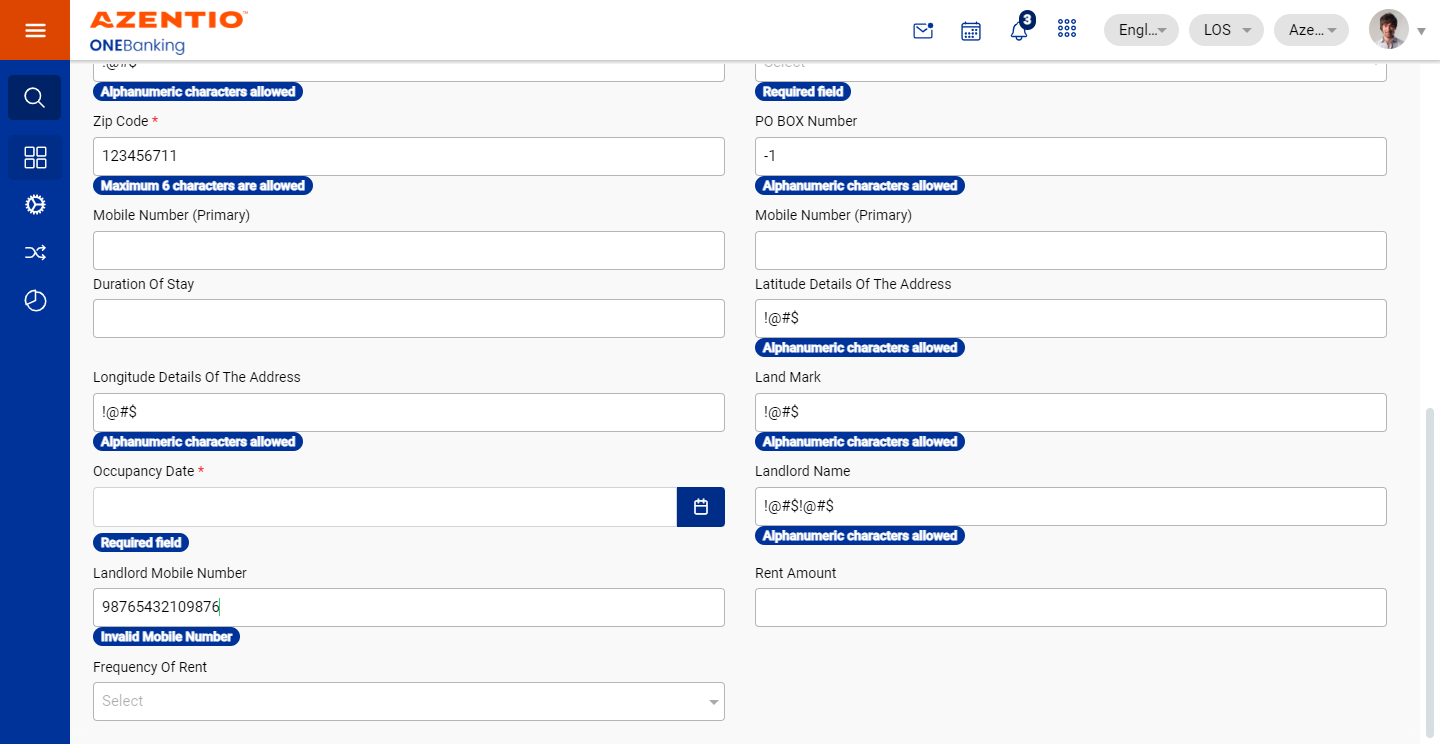 AZENTIO™
ONEBanking
3
Engl...
LOS
Aze...
!@#$
Select
Alphanumeric characters allowed
Required field
Zip Code *
PO BOX Number
123456711
-1
Maximum 6 characters are allowed
Alphanumeric characters allowed
Mobile Number (Primary)
Mobile Number (Primary)
Duration Of Stay
Latitude Details Of The Address
!@#$
Alphanumeric characters allowed
Longitude Details Of The Address
Land Mark
!@#$
!@#$
Alphanumeric characters allowed
Alphanumeric characters allowed
Occupancy Date *
Landlord Name
!@#$!@#$
Required field
Alphanumeric characters allowed
Landlord Mobile Number
Rent Amount
98765432109876
Invalid Mobile Number
Frequency Of Rent
Select